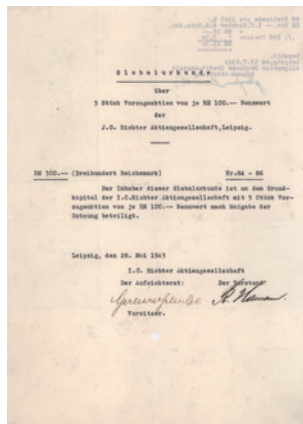 Globalurkunde
über
3 Stück Vorzugsaktien von je RM 100.-- Nennwert
der
J.G. Richter Aktiengesellschaft, Leipzig.
RM 300.-- (Dreihundert Reichsmark) Nr. 84 - 86
Der Inhaber dieser Globalurkunde ist an dem Grund-
kapital der I.G. Richter Aktiengesellschaft mit 3 Stück Vor-
zugsaktien von je RM 100.-- Nennwert nach Maßgabe der
Satzung beteiligt.
Leipzig, den 28. Mai 1943
I.G. Richter Aktiengesellschaft
Der Aufsichtsrat: Der Vorstand:
Vorsitzer.